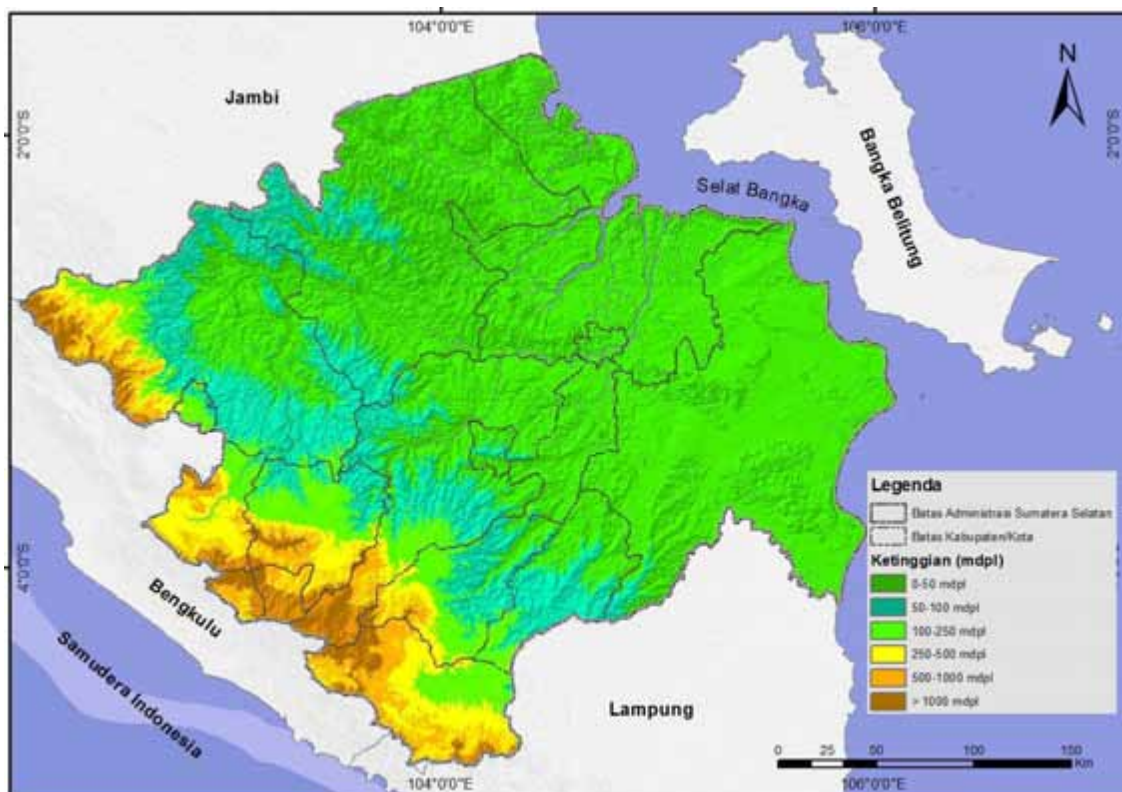 104°0'0"E
106°0'0"E
N
Jambi
2°0'0"S
2°0'0"S
Bangka Belitung
Selat Bangka
Legenda
Batas Administrasi Sumatera Selatan
Batas Kabupaten/Kota
Ketinggian (mdpl)
0-50 mdpl
50-100 mdpl
100-250 mdpl
250-500 mdpl
500-1000 mdpl
> 1000 mdpl
4°0'0"S
4°0'0"S
Bengkulu
Samudera Indonesia
Lampung
0 25 50 100 150
Km
104°0'0"E
106°0'0"E